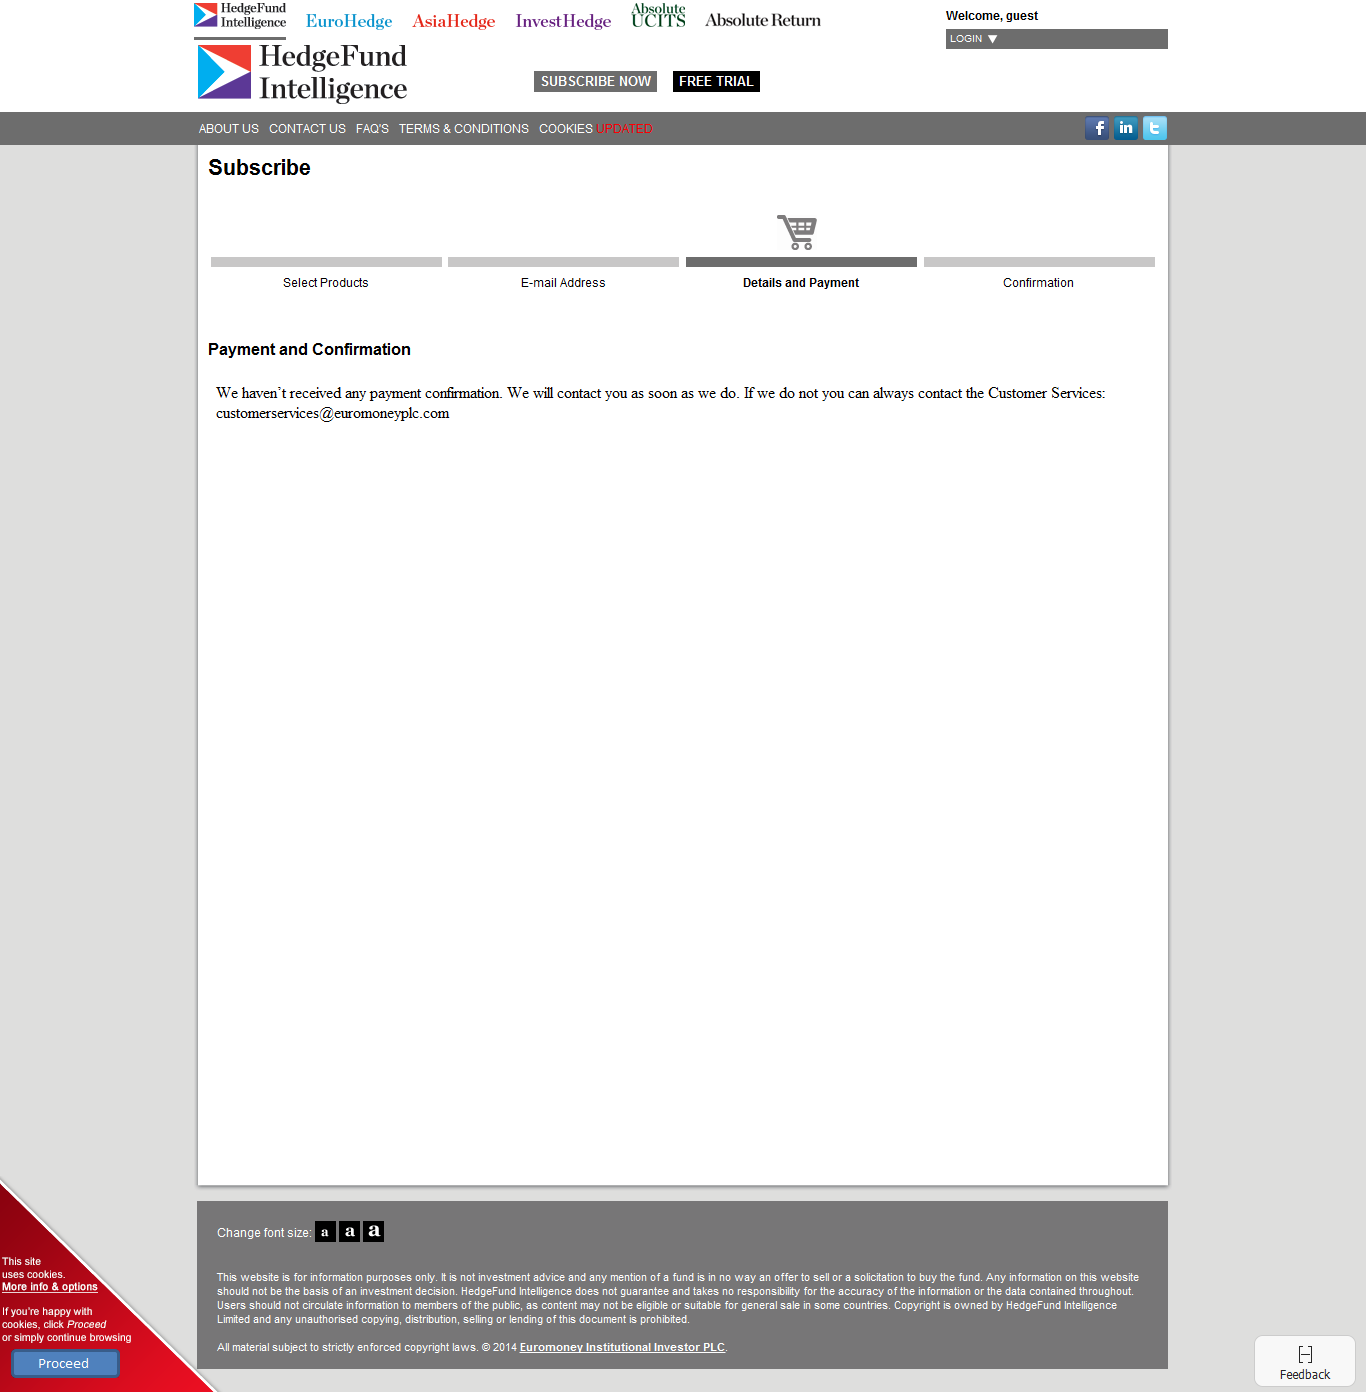 HedgeFund
Intelligence
EuroHedge
AsiaHedge
InvestHedge
Absolute
UCITS
Absolute Return
Welcome, guest
LOGIN
HedgeFund
Intelligence
SUBSCRIBE NOW
FREE TRIAL
ABOUT US CONTACT US FAQ'S TERMS & CONDITIONS COOKIES UPDATED
f
in
t
Subscribe
Select Products
E-mail Address
Details and Payment
Confirmation
Payment and Confirmation
We haven’t received any payment confirmation. We will contact you as soon as we do. If we do not you can always contact the Customer Services:
customerservices@euromoneyplc.com
Change font size: a a a
This website is for information purposes only. It is not investment advice and any mention of a fund is in no way an offer to sell or a solicitation to buy the fund. Any information on this website
should not be the basis of an investment decision. HedgeFund Intelligence does not guarantee and takes no responsibility for the accuracy of the information or the data contained throughout.
Users should not circulate information to members of the public, as content may not be eligible or suitable for general sale in some countries. Copyright is owned by HedgeFund Intelligence
Limited and any unauthorised copying, distribution, selling or lending of this document is prohibited.
All material subject to strictly enforced copyright laws. © 2014 Euromoney Institutional Investor PLC.
This site
uses cookies.
More info & options
If you're happy with
cookies, click Proceed
or simply continue browsing
Proceed
[-]
Feedback